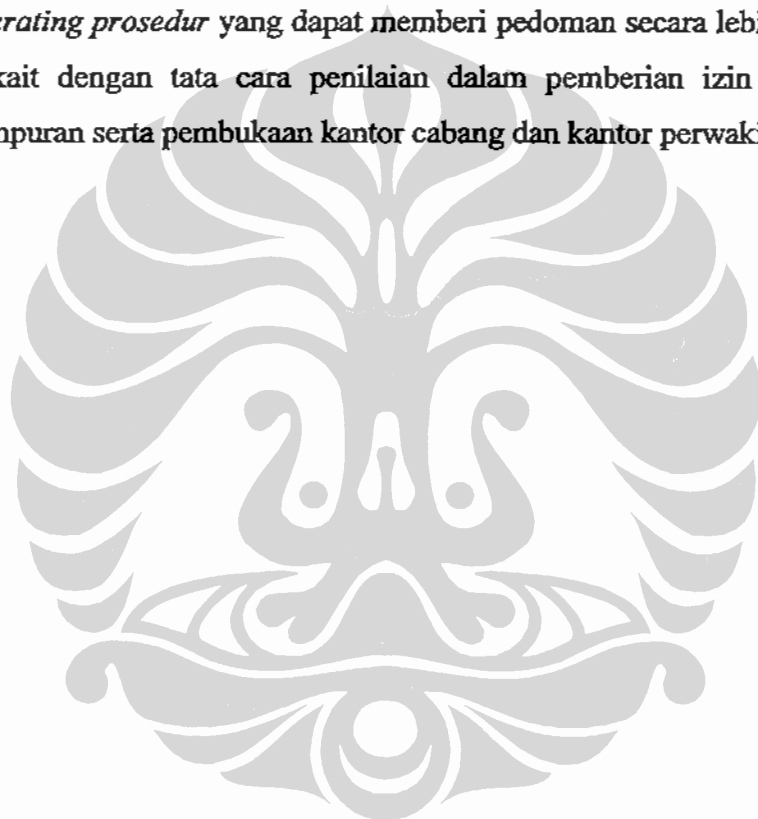 erating prosedur yang dapat memberi pedoman secara lebi
kait dengan tata cara penilaian dalam pemberian izin
npuran serta pembukaan kantor cabang dan kantor perwaki